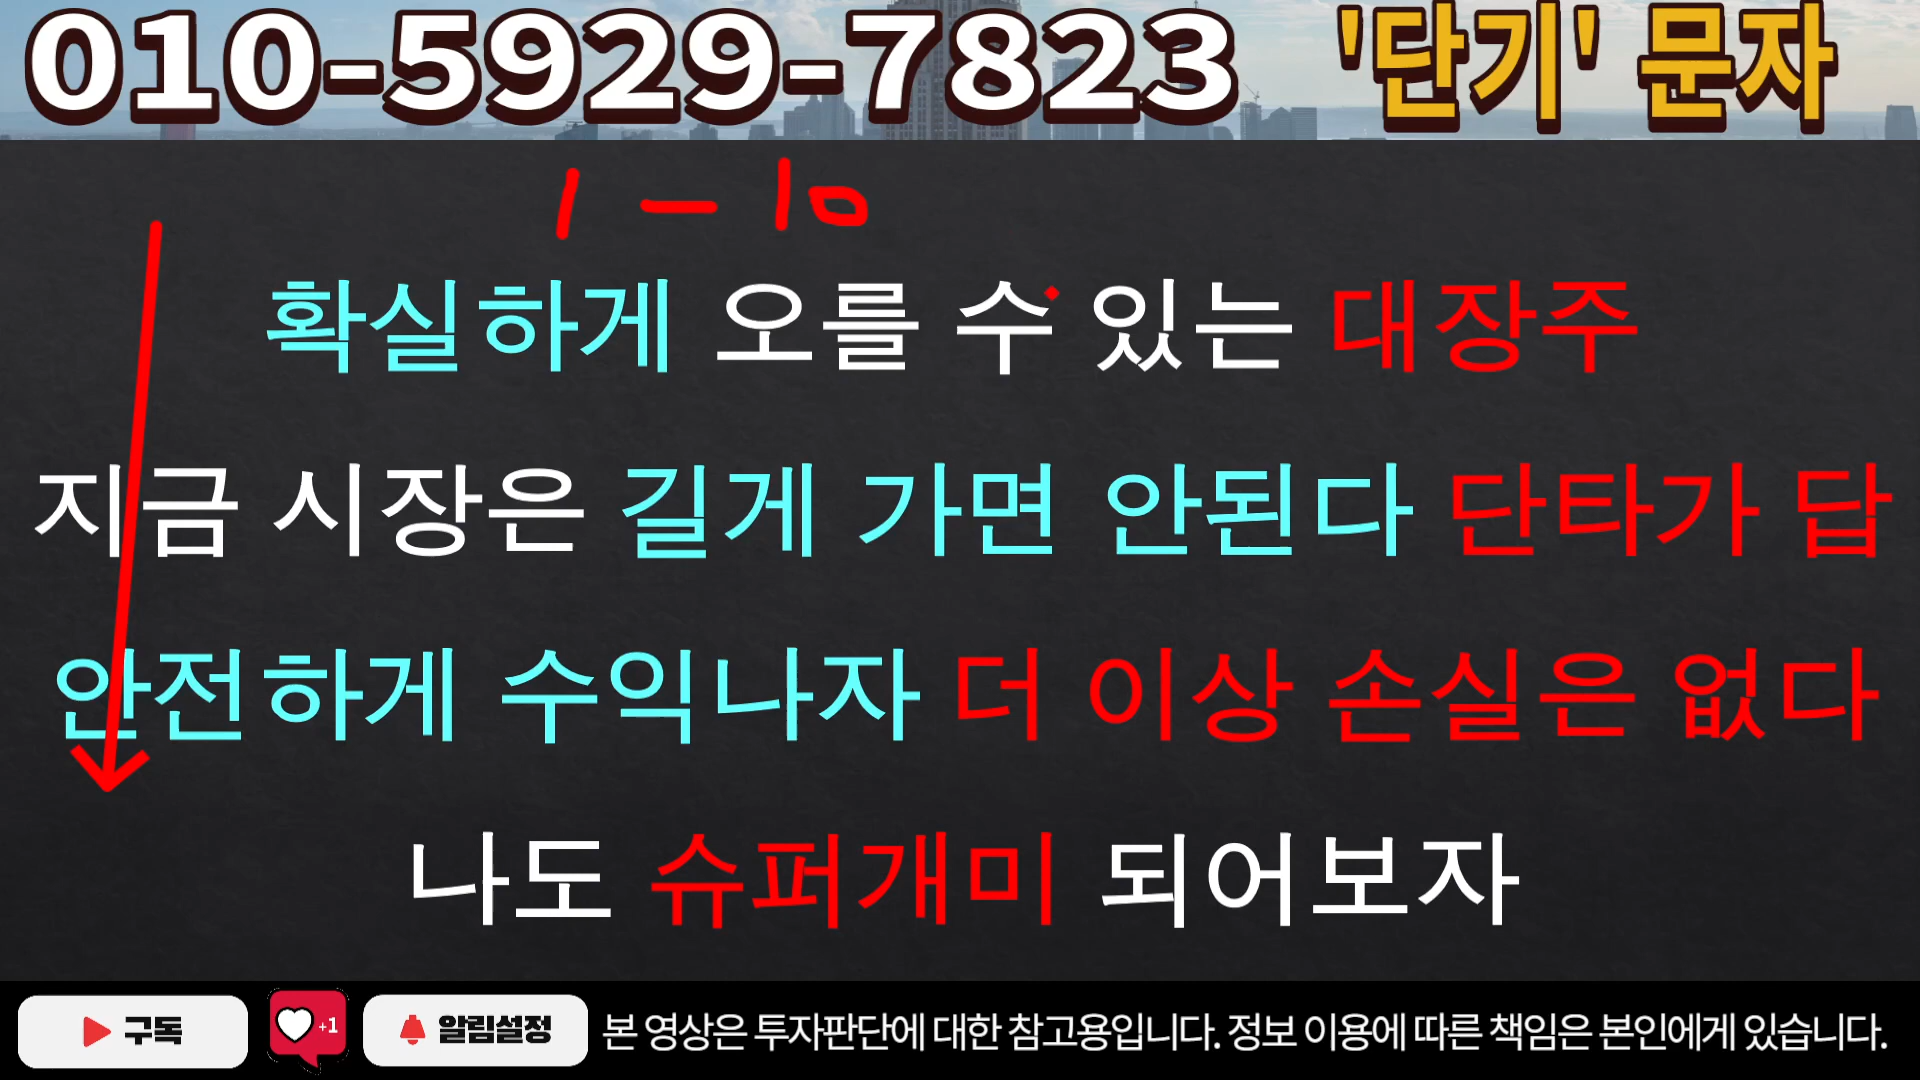 010-5929-7823 '단기' 문자
1 - 10
확실하게 오를 수 있는 대장주
지금 시장은 길게 가면 안된다 단타가 답
안전하게 수익나자 더 이상 손실은 없다
나도 슈퍼개미 되어보자
구독 +1 알림설정 본 영상은 투자판단에 대한 참고용입니다. 정보 이용에 따른 책임은 본인에게 있습니다.